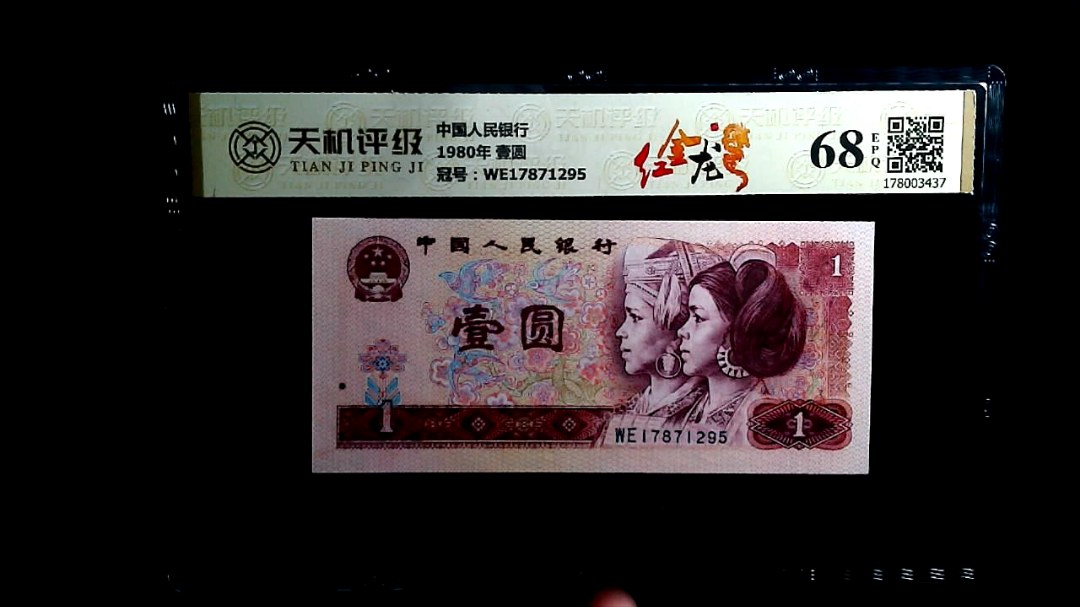 天机评级
TIAN JI PING JI
中国人民银行
1980年 壹圆
冠号：WE17871295
红金龙
68
EPQ
178003437
中国人民银行
1
壹圆
1
WE17871295
1